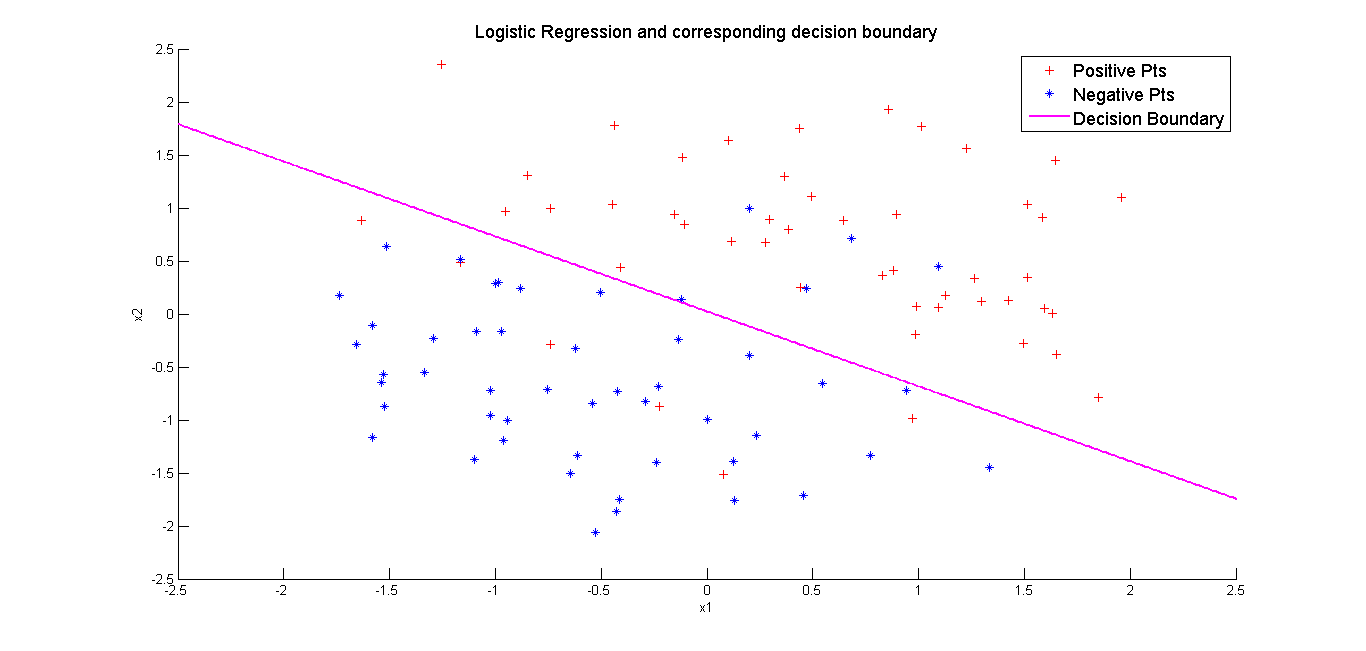 Logistic Regression and corresponding decision boundary
Positive Pts
Negative Pts
Decision Boundary
2.5
2
1.5
1
0.5
0
-0.5
-1
-1.5
-2
-2.5
x2
-2.5 -2 -1.5 -1 -0.5 0 0.5 1 1.5 2 2.5
x1